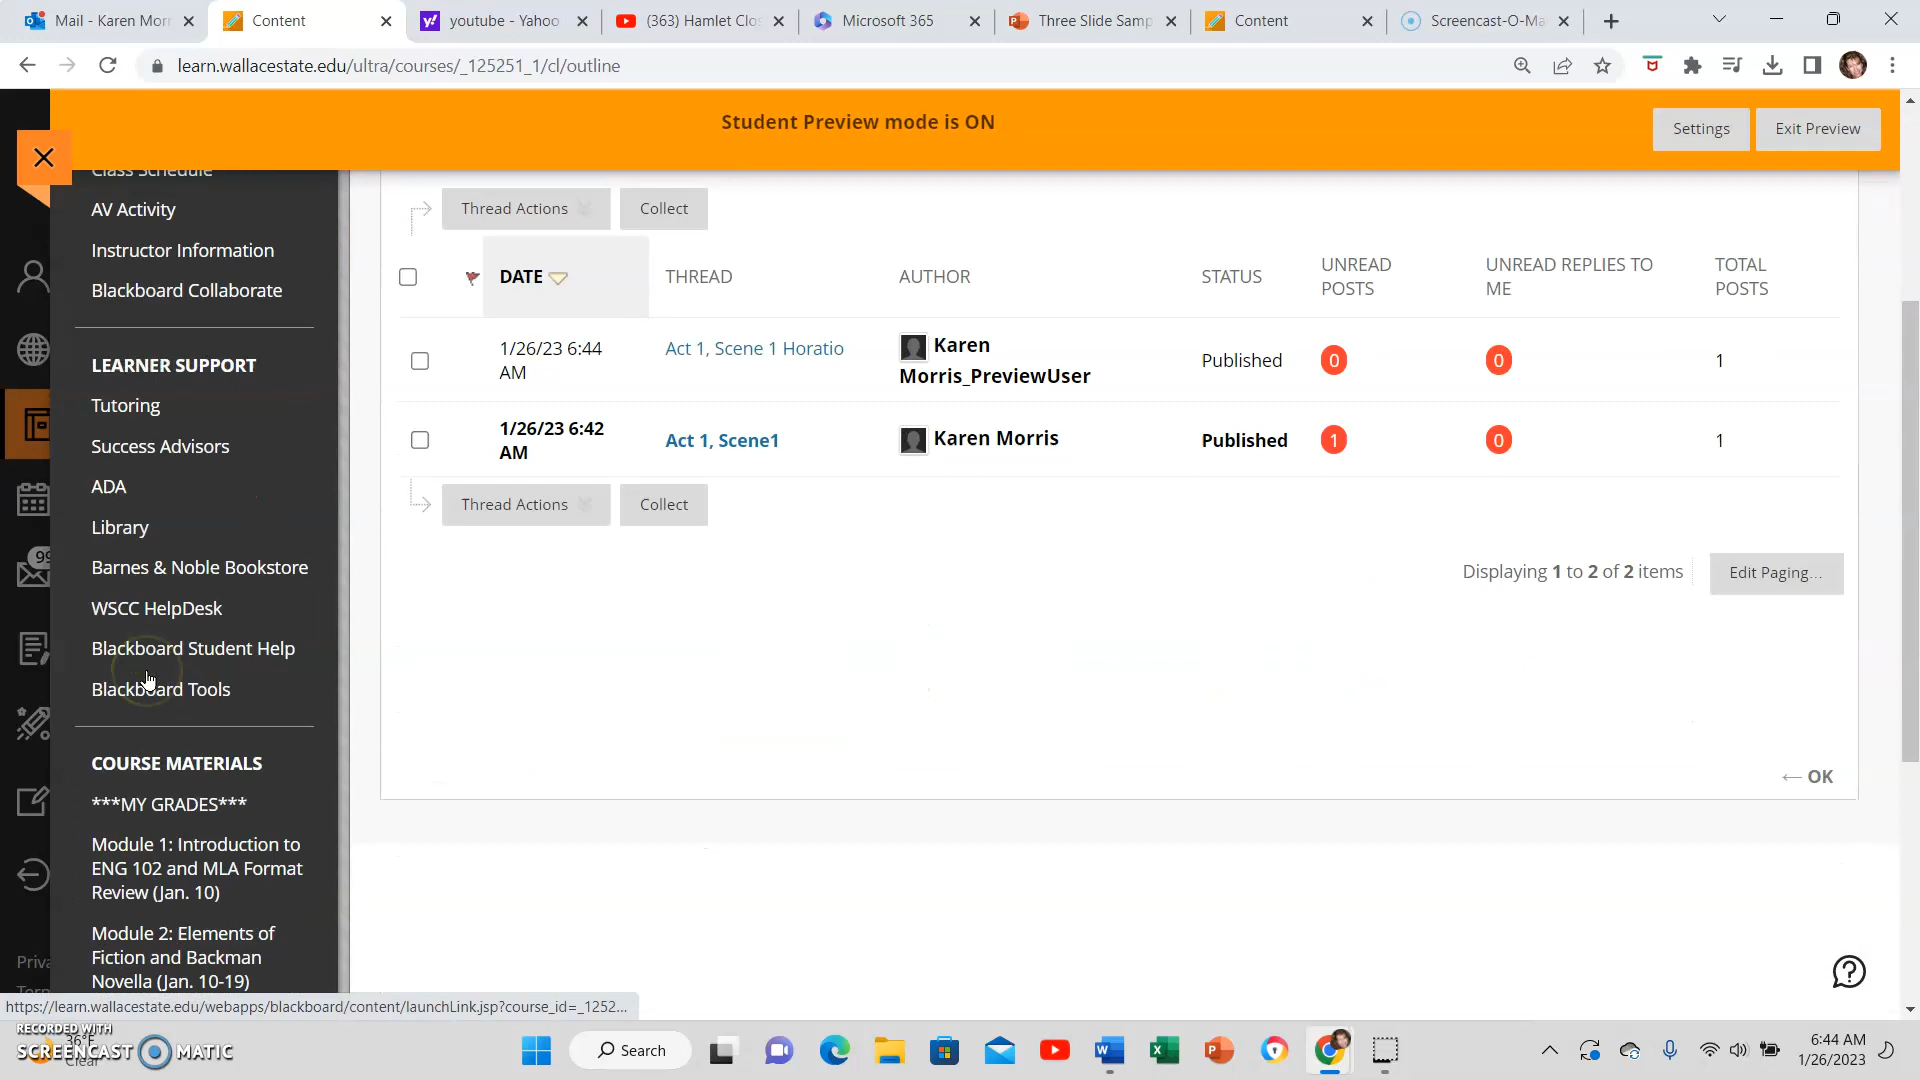 Mail - Karen Morr
Content
youtube - Yahoo
(363) Hamlet Clos
Microsoft 365
Three Slide Samp
Content
Screencast-O-Ma
learn.wallacestate.edu/ultra/courses/_125251_1/cl/outline
Student Preview mode is ON
Settings
Exit Preview
Class Schedule
AV Activity
Instructor Information
Blackboard Collaborate
LEARNER SUPPORT
Tutoring
Success Advisors
ADA
Library
Barnes & Noble Bookstore
WSCC HelpDesk
Blackboard Student Help
Blackboard Tools
COURSE MATERIALS
***MY GRADES***
Module 1: Introduction to
ENG 102 and MLA Format
Review (Jan. 10)
Module 2: Elements of
Fiction and Backman
Novella (Jan. 10-19)
99
Priva
Term
Thread Actions
Collect
DATE
THREAD
AUTHOR
STATUS
UNREAD
POSTS
UNREAD REPLIES TO
ME
TOTAL
POSTS
1/26/23 6:44
AM
Act 1, Scene 1 Horatio
Karen
Morris_PreviewUser
Published
0
0
1
1/26/23 6:42
AM
Act 1, Scene1
Karen Morris
Published
1
0
1
Thread Actions
Collect
Displaying 1 to 2 of 2 items
Edit Paging...
OK
https://learn.wallacestate.edu/webapps/blackboard/content/launchLink.jsp?course_id=_1252...
RECORDED WITH
SCREENCAST MATIC
36°F
Clear
Search
6:44 AM
1/26/2023